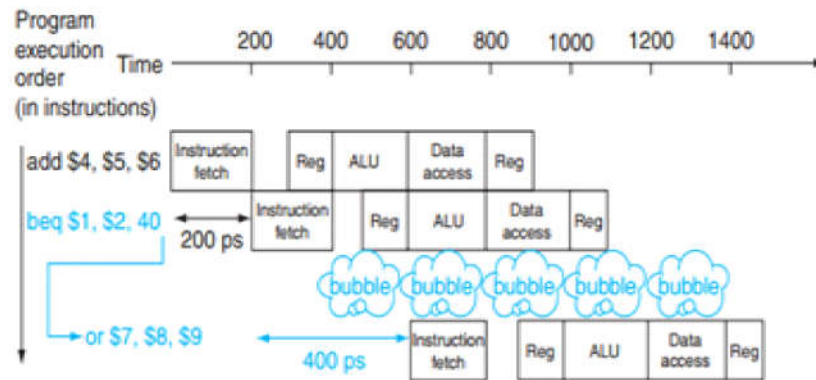 Program
execution
order
(in instructions)
Time
200 400 600 800 1000 1200 1400
add $4, $5, $6
Instruction
fetch
Reg
ALU
Data
access
Reg
beq $1, $2, 40
200 ps
Instruction
fetch
Reg
ALU
Data
access
Reg
bubble bubble bubble bubble bubble
or $7, $8, $9
400 ps
Instruction
fetch
Reg
ALU
Data
access
Reg